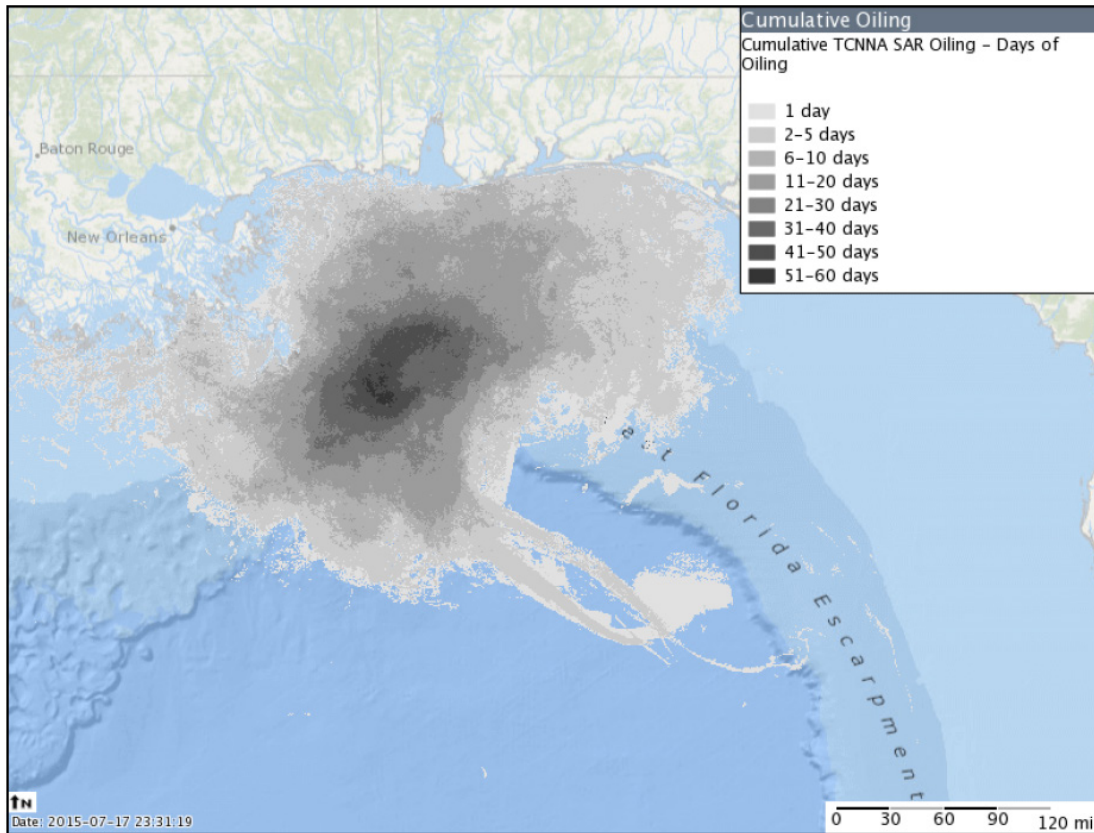 Cumulative Oiling
Cumulative TCNNA SAR Oiling – Days of
Oiling
1 day
2–5 days
6–10 days
11–20 days
21–30 days
31–40 days
41–50 days
51–60 days
Baton Rouge
New Orleans
ast Florida Escarpment
N
Date: 2015-07-17 23:31:19
0 30 60 90 120 mi